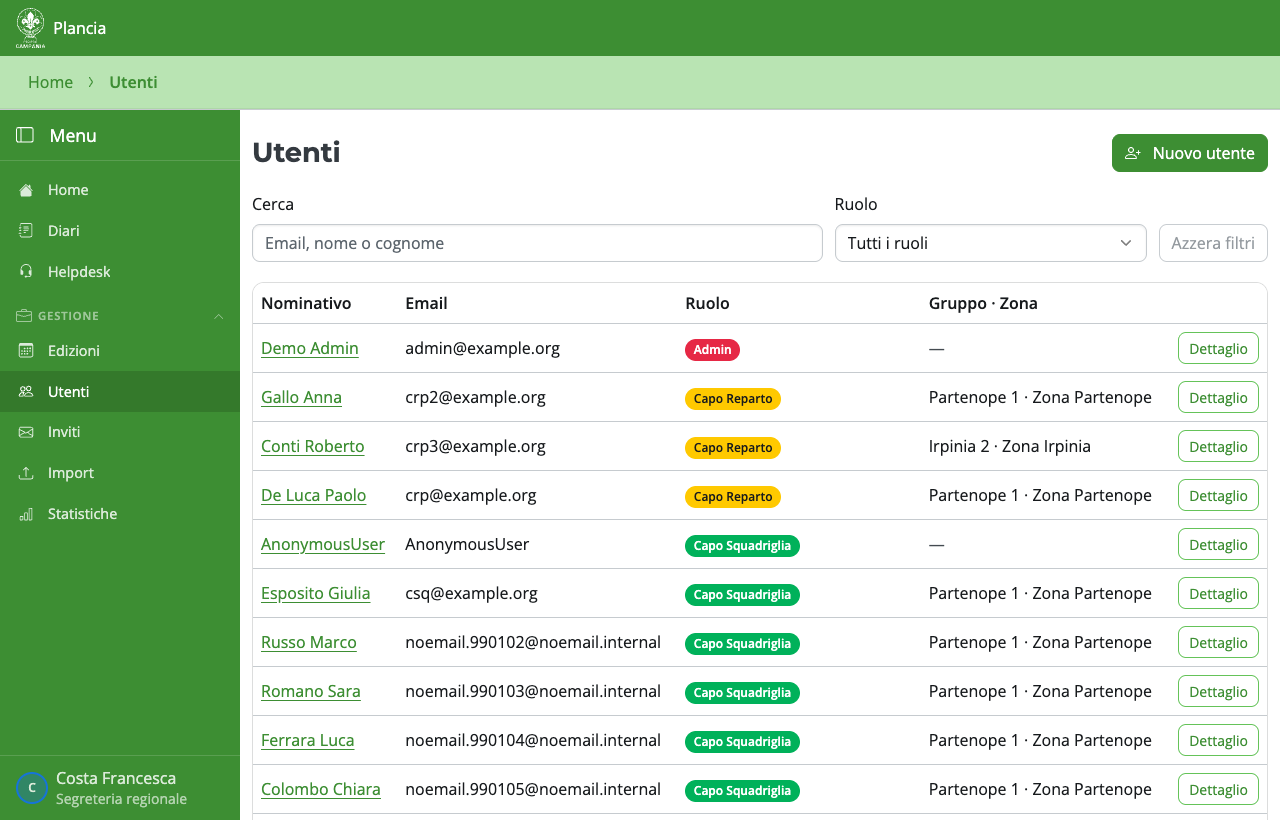 CAMPANIA
Plancia
Home
Utenti
Menu
Home
Diari
Helpdesk
GESTIONE
Edizioni
Utenti
Inviti
Import
Statistiche
C
Costa Francesca
Segreteria regionale
Utenti
Nuovo utente
Cerca
Ruolo
Email, nome o cognome
Tutti i ruoli
Azzera filtri
Nominativo Email Ruolo Gruppo · Zona
Demo Admin admin@example.org Admin — Dettaglio
Gallo Anna crp2@example.org Capo Reparto Partenope 1 · Zona Partenope Dettaglio
Conti Roberto crp3@example.org Capo Reparto Irpinia 2 · Zona Irpinia Dettaglio
De Luca Paolo crp@example.org Capo Reparto Partenope 1 · Zona Partenope Dettaglio
AnonymousUser AnonymousUser Capo Squadriglia — Dettaglio
Esposito Giulia csq@example.org Capo Squadriglia Partenope 1 · Zona Partenope Dettaglio
Russo Marco noemail.990102@noemail.internal Capo Squadriglia Partenope 1 · Zona Partenope Dettaglio
Romano Sara noemail.990103@noemail.internal Capo Squadriglia Partenope 1 · Zona Partenope Dettaglio
Ferrara Luca noemail.990104@noemail.internal Capo Squadriglia Partenope 1 · Zona Partenope Dettaglio
Colombo Chiara noemail.990105@noemail.internal Capo Squadriglia Partenope 1 · Zona Partenope Dettaglio